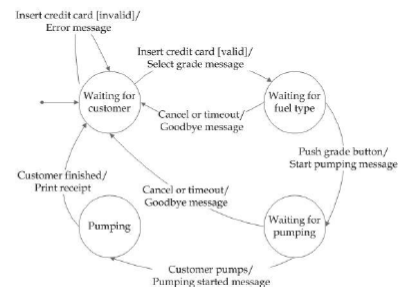 Insert credit card [invalid]/
Error message
Insert credit card [valid]/
Select grade message
Waiting for
customer
Waiting for
fuel type
Cancel or timeout/
Goodbye message
Push grade button/
Start pumping message
Customer finished/
Print receipt
Cancel or timeout/
Goodbye message
Pumping
Waiting for
pumping
Customer pumps/
Pumping started message